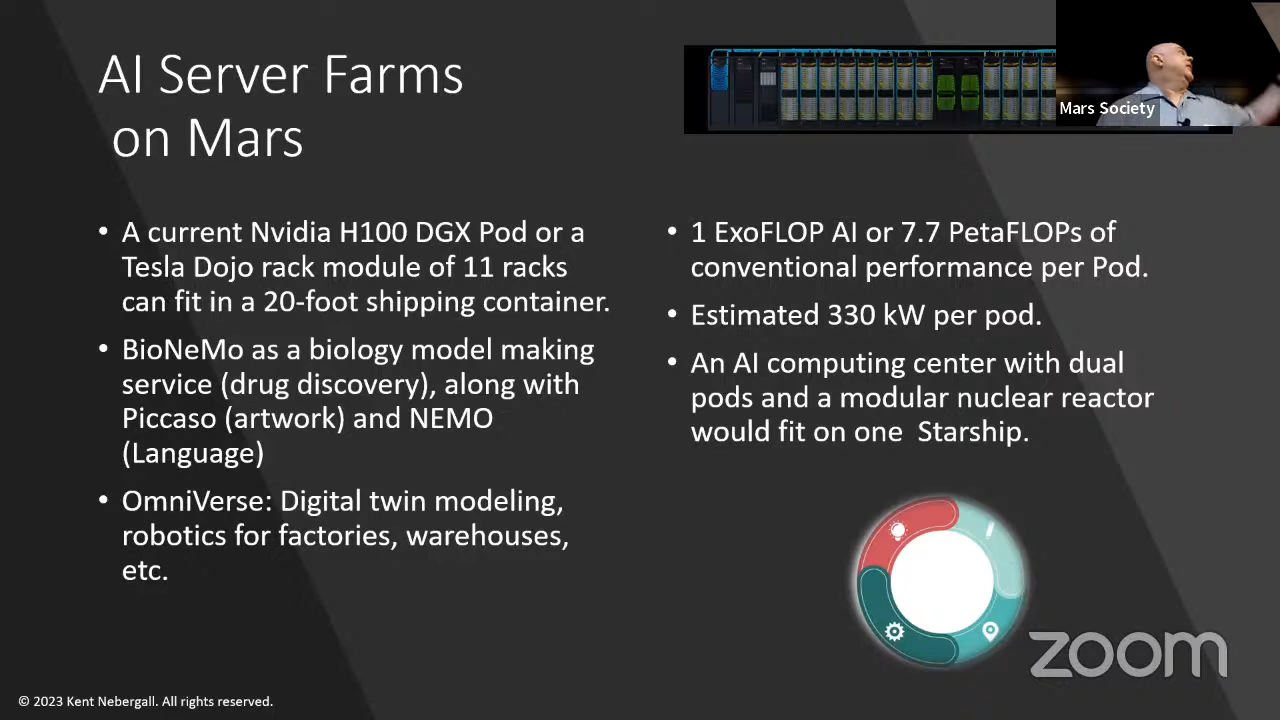 AI Server Farms
on Mars
Mars Society
• A current Nvidia H100 DGX Pod or a
Tesla Dojo rack module of 11 racks
can fit in a 20-foot shipping container.
• BioNeMo as a biology model making
service (drug discovery), along with
Piccaso (artwork) and NEMO
(Language)
• OmniVerse: Digital twin modeling,
robotics for factories, warehouses,
etc.
• 1 ExoFLOP AI or 7.7 PetaFLOPs of
conventional performance per Pod.
• Estimated 330 kW per pod.
• An AI computing center with dual
pods and a modular nuclear reactor
would fit on one Starship.
zoom
© 2023 Kent Nebergall. All rights reserved.